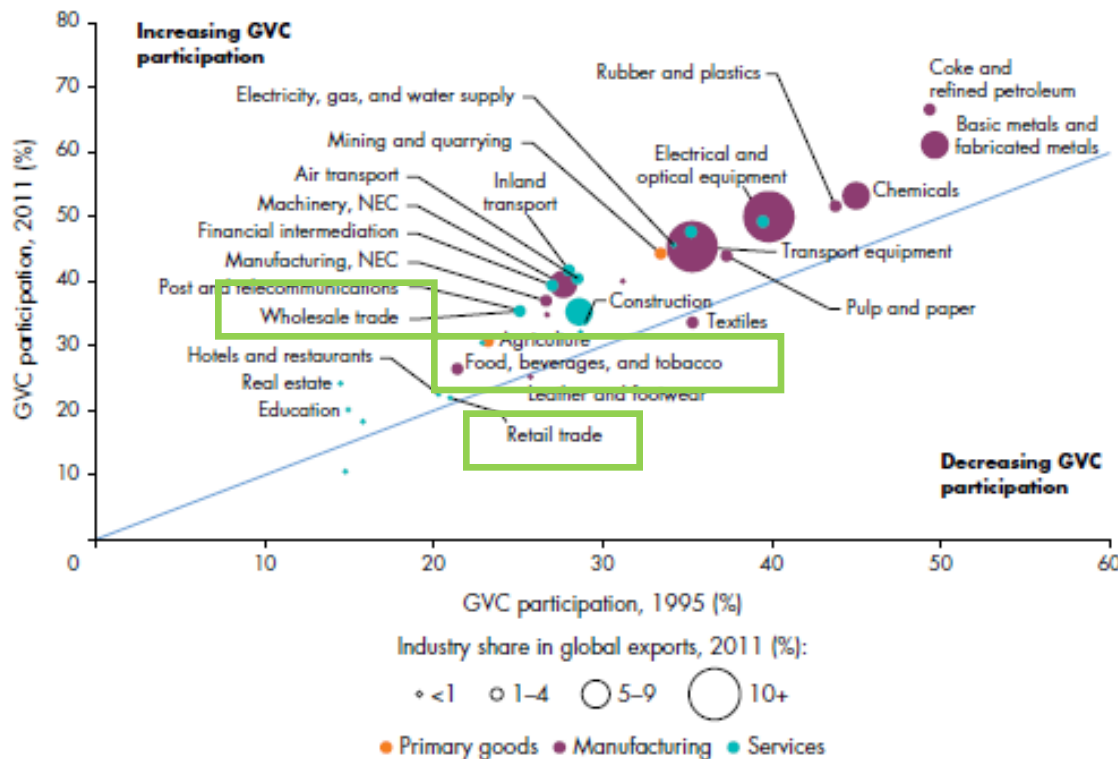 80
Increasing GVC
participation
70
60
50
40
30
20
10
0
GVC participation, 2011 (%)
Rubber and plastics
Coke and
refined petroleum
Electricity, gas, and water supply
Basic metals and
fabricated metals
Mining and quarrying
Electrical and
optical equipment
Air transport
Inland
transport
Chemicals
Machinery, NEC
Financial intermediation
Transport equipment
Manufacturing, NEC
Post and telecommunications
Construction
Pulp and paper
Wholesale trade
Textiles
Agriculture
Hotels and restaurants
Food, beverages, and tobacco
Real estate
Leather and footwear
Education
Retail trade
Decreasing GVC
participation
10
20
30
40
50
60
GVC participation, 1995 (%)
Industry share in global exports, 2011 (%):
<1 1–4 5–9 10+
Primary goods Manufacturing Services